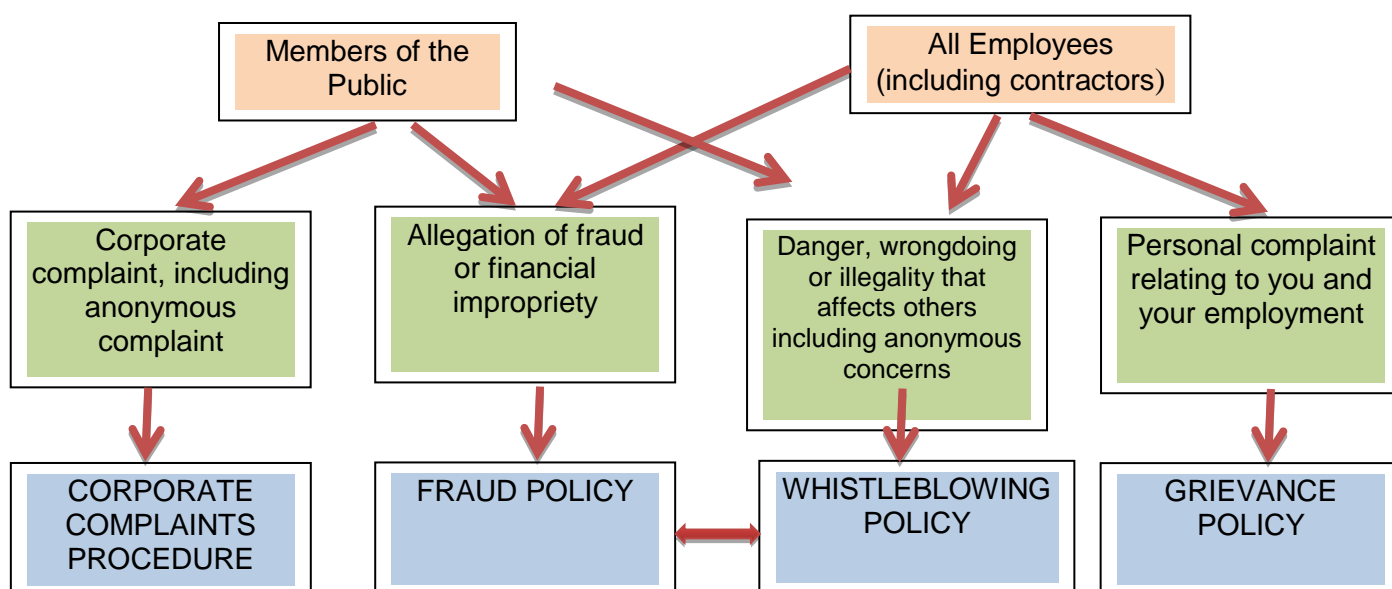 Members of the
Public
All Employees
(including contractors)
Corporate
complaint, including
anonymous
complaint
Allegation of fraud
or financial
impropriety
Danger, wrongdoing
or illegality that
affects others
including anonymous
concerns
Personal complaint
relating to you and
your employment
CORPORATE
COMPLAINTS
PROCEDURE
FRAUD POLICY
WHISTLEBLOWING
POLICY
GRIEVANCE
POLICY